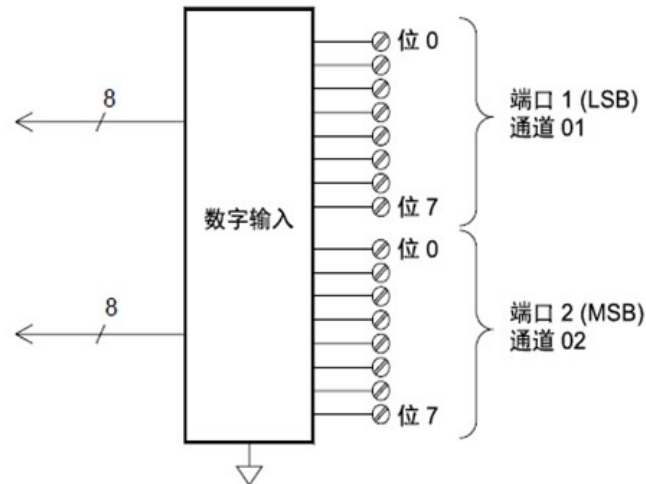 位 0
8
端口 1 (LSB)
通道 01
数字输入
位 7
位 0
8
端口 2 (MSB)
通道 02
位 7